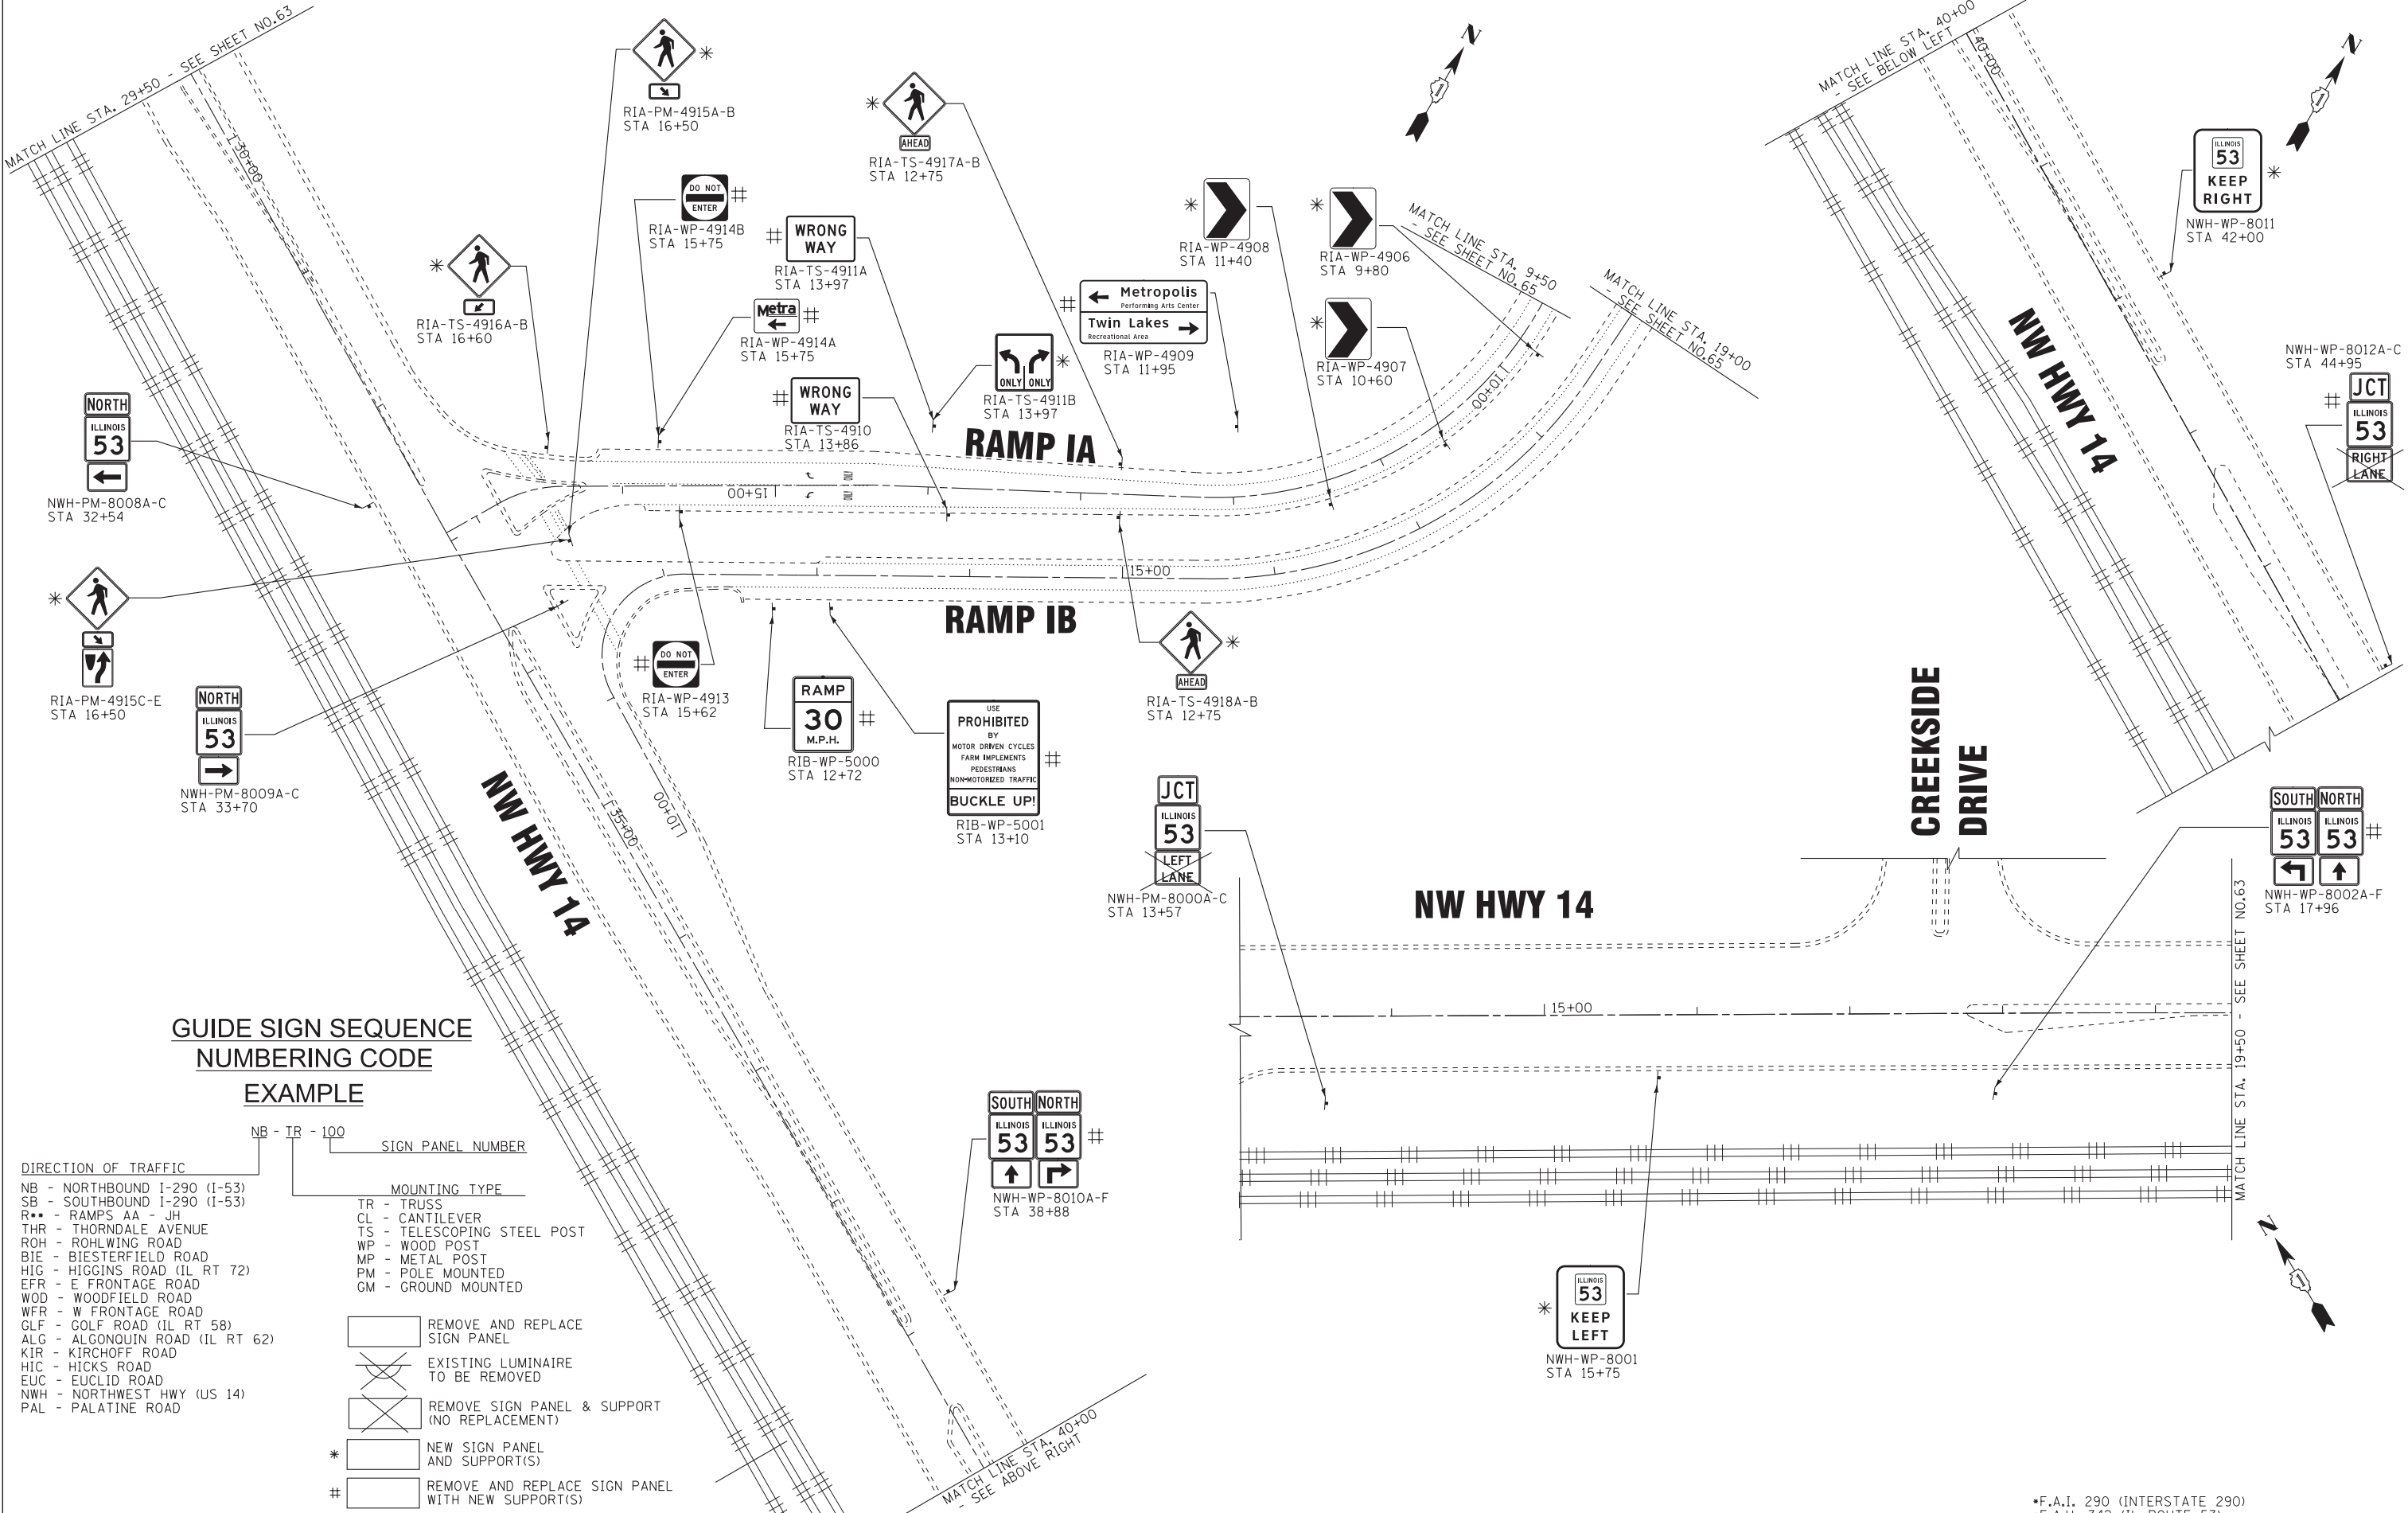 MATCH LINE STA. 29+50 - SEE SHEET NO.63
30+00
RIA-PM-4915A-B
STA 16+50
AHEAD
RIA-TS-4917A-B
STA 12+75
N
1
DO NOT
ENTER
RIA-WP-4914B
STA 15+75
WRONG
WAY
RIA-TS-4911A
STA 13+97
RIA-TS-4916A-B
STA 16+60
Metra
RIA-WP-4914A
STA 15+75
WRONG
WAY
RIA-TS-4910
STA 13+86
ONLY ONLY
RIA-TS-4911B
STA 13+97
Metropolis
Performing Arts Center
Twin Lakes
Recreational Area
RIA-WP-4909
STA 11+95
RIA-WP-4908
STA 11+40
RIA-WP-4906
STA 9+80
RIA-WP-4907
STA 10+60
MATCH LINE STA. 9+50
- SEE SHEET NO.65
MATCH LINE STA. 19+00
- SEE SHEET NO.65
10+00
RAMP IA
15+00
15+00
RAMP IB
NORTH
ILLINOIS
53
NWH-PM-8008A-C
STA 32+54
RIA-PM-4915C-E
STA 16+50
NORTH
ILLINOIS
53
NWH-PM-8009A-C
STA 33+70
DO NOT
ENTER
RIA-WP-4913
STA 15+62
RAMP
30
M.P.H.
RIB-WP-5000
STA 12+72
USE
PROHIBITED
BY
MOTOR DRIVEN CYCLES
FARM IMPLEMENTS
PEDESTRIANS
NON-MOTORIZED TRAFFIC
BUCKLE UP!
RIB-WP-5001
STA 13+10
AHEAD
RIA-TS-4918A-B
STA 12+75
NW HWY 14
35+00
10+00
SOUTH NORTH
ILLINOIS ILLINOIS
53 53
NWH-WP-8010A-F
STA 38+88
MATCH LINE STA. 40+00
- SEE ABOVE RIGHT
MATCH LINE STA. 40+00
- SEE BELOW LEFT
40+00
N
1
ILLINOIS
53
KEEP
RIGHT
NWH-WP-8011
STA 42+00
NW HWY 14
NWH-WP-8012A-C
STA 44+95
JCT
ILLINOIS
53
RIGHT
LANE
CREEKSIDE
DRIVE
JCT
ILLINOIS
53
LEFT
LANE
NWH-PM-8000A-C
STA 13+57
NW HWY 14
15+00
SOUTH NORTH
ILLINOIS ILLINOIS
53 53
NWH-WP-8002A-F
STA 17+96
MATCH LINE STA. 19+50 - SEE SHEET NO.63
ILLINOIS
53
KEEP
LEFT
NWH-WP-8001
STA 15+75
N
1
GUIDE SIGN SEQUENCE
NUMBERING CODE
EXAMPLE
NB - TR - 100
SIGN PANEL NUMBER
DIRECTION OF TRAFFIC
NB - NORTHBOUND I-290 (I-53)
SB - SOUTHBOUND I-290 (I-53)
R** - RAMPS AA - JH
THR - THORNDALE AVENUE
ROH - ROHLWING ROAD
BIE - BIESTERFIELD ROAD
HIG - HIGGINS ROAD (IL RT 72)
EFR - E FRONTAGE ROAD
WOD - WOODFIELD ROAD
WFR - W FRONTAGE ROAD
GLF - GOLF ROAD (IL RT 58)
ALG - ALGONQUIN ROAD (IL RT 62)
KIR - KIRCHOFF ROAD
HIC - HICKS ROAD
EUC - EUCLID ROAD
NWH - NORTHWEST HWY (US 14)
PAL - PALATINE ROAD
MOUNTING TYPE
TR - TRUSS
CL - CANTILEVER
TS - TELESCOPING STEEL POST
WP - WOOD POST
MP - METAL POST
PM - POLE MOUNTED
GM - GROUND MOUNTED
REMOVE AND REPLACE
SIGN PANEL
EXISTING LUMINAIRE
TO BE REMOVED
REMOVE SIGN PANEL & SUPPORT
(NO REPLACEMENT)
* NEW SIGN PANEL
AND SUPPORT(S)
# REMOVE AND REPLACE SIGN PANEL
WITH NEW SUPPORT(S)
*F.A.I. 290 (INTERSTATE 290)